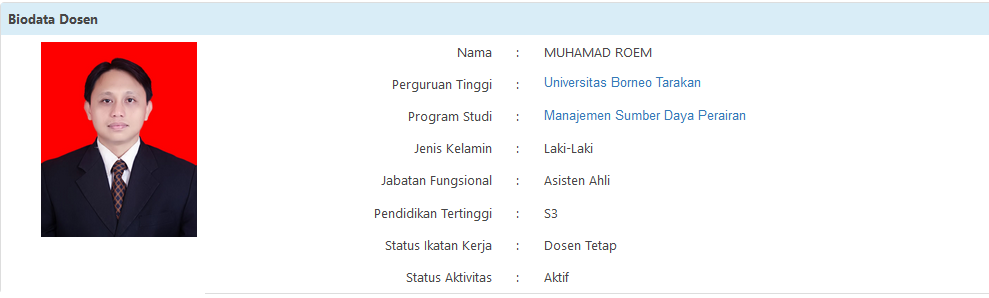 Biodata Dosen
Nama : MUHAMAD ROEM
Perguruan Tinggi : Universitas Borneo Tarakan
Program Studi : Manajemen Sumber Daya Perairan
Jenis Kelamin : Laki-Laki
Jabatan Fungsional : Asisten Ahli
Pendidikan Tertinggi : S3
Status Ikatan Kerja : Dosen Tetap
Status Aktivitas : Aktif